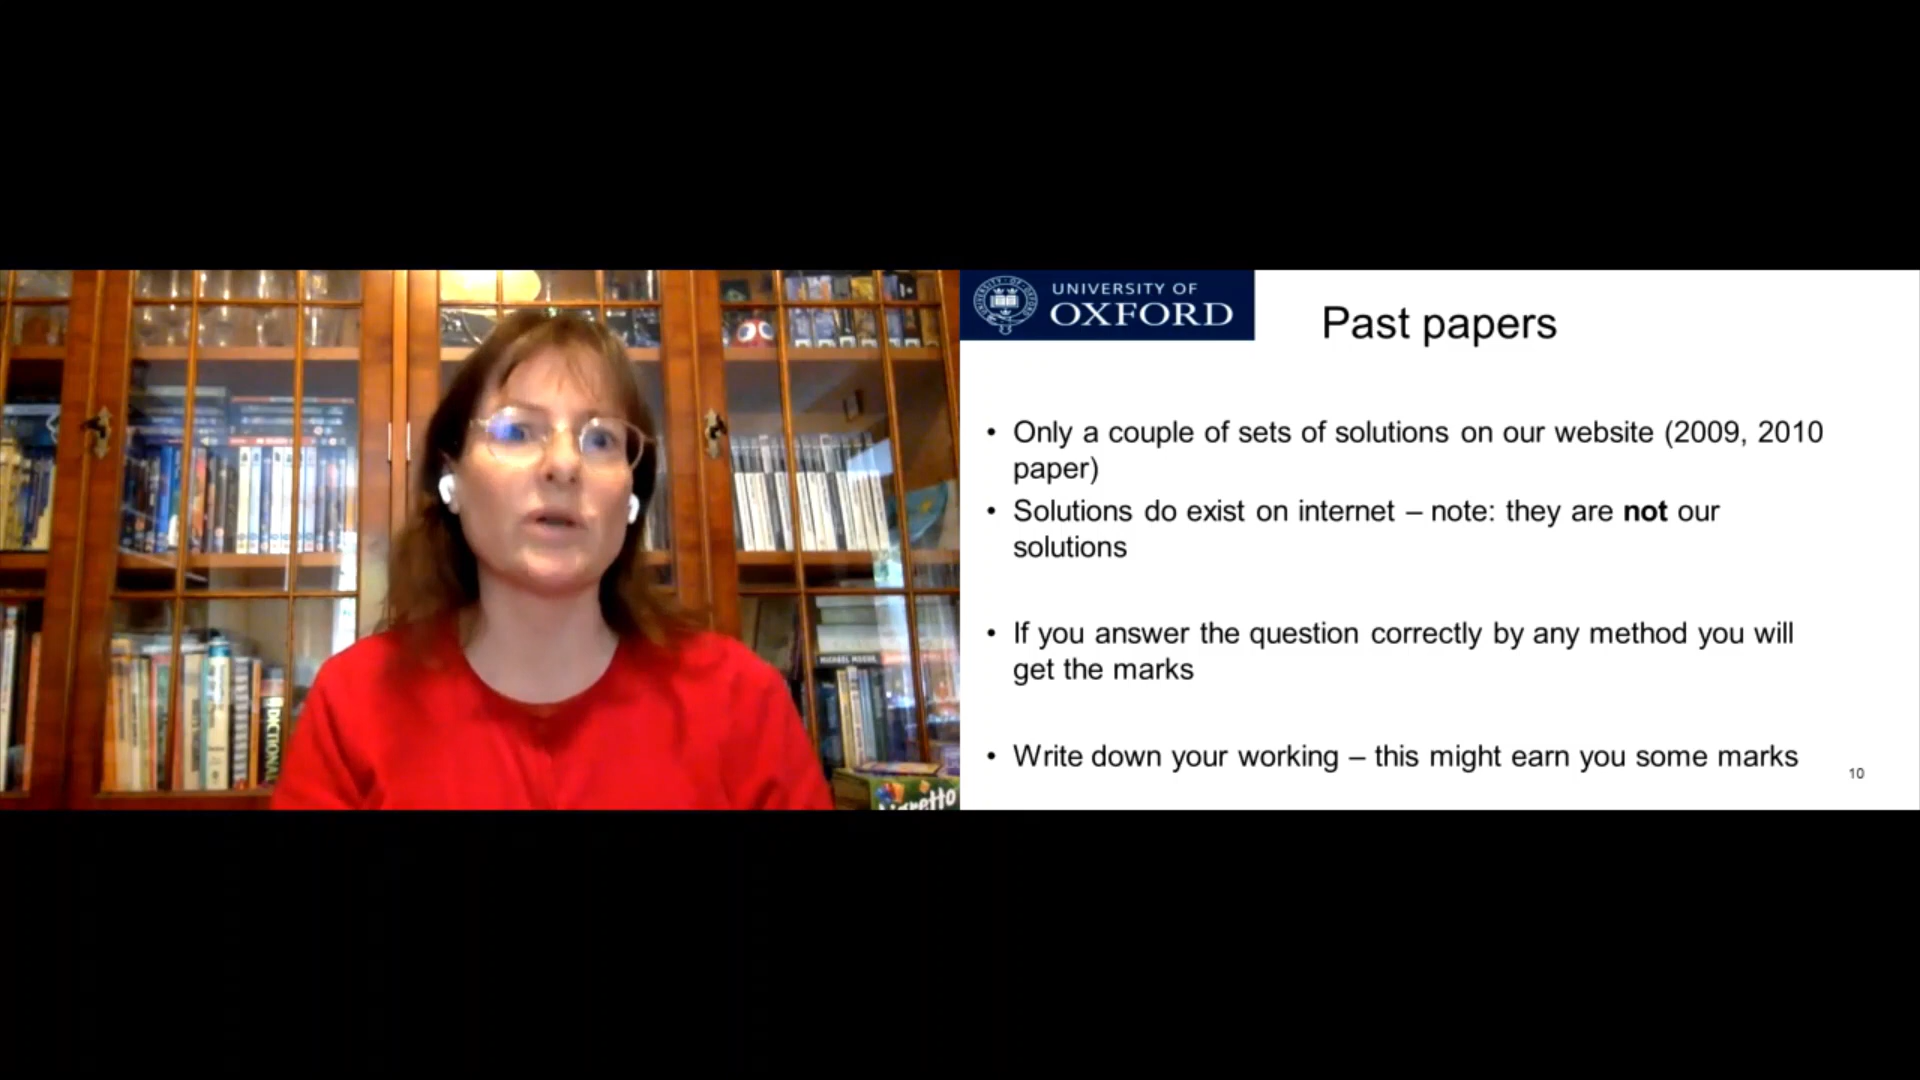 UNIVERSITY OF
OXFORD
Past papers
• Only a couple of sets of solutions on our website (2009, 2010
paper)
• Solutions do exist on internet – note: they are not our
solutions
• If you answer the question correctly by any method you will
get the marks
• Write down your working – this might earn you some marks
10
MICHAEL MOORE